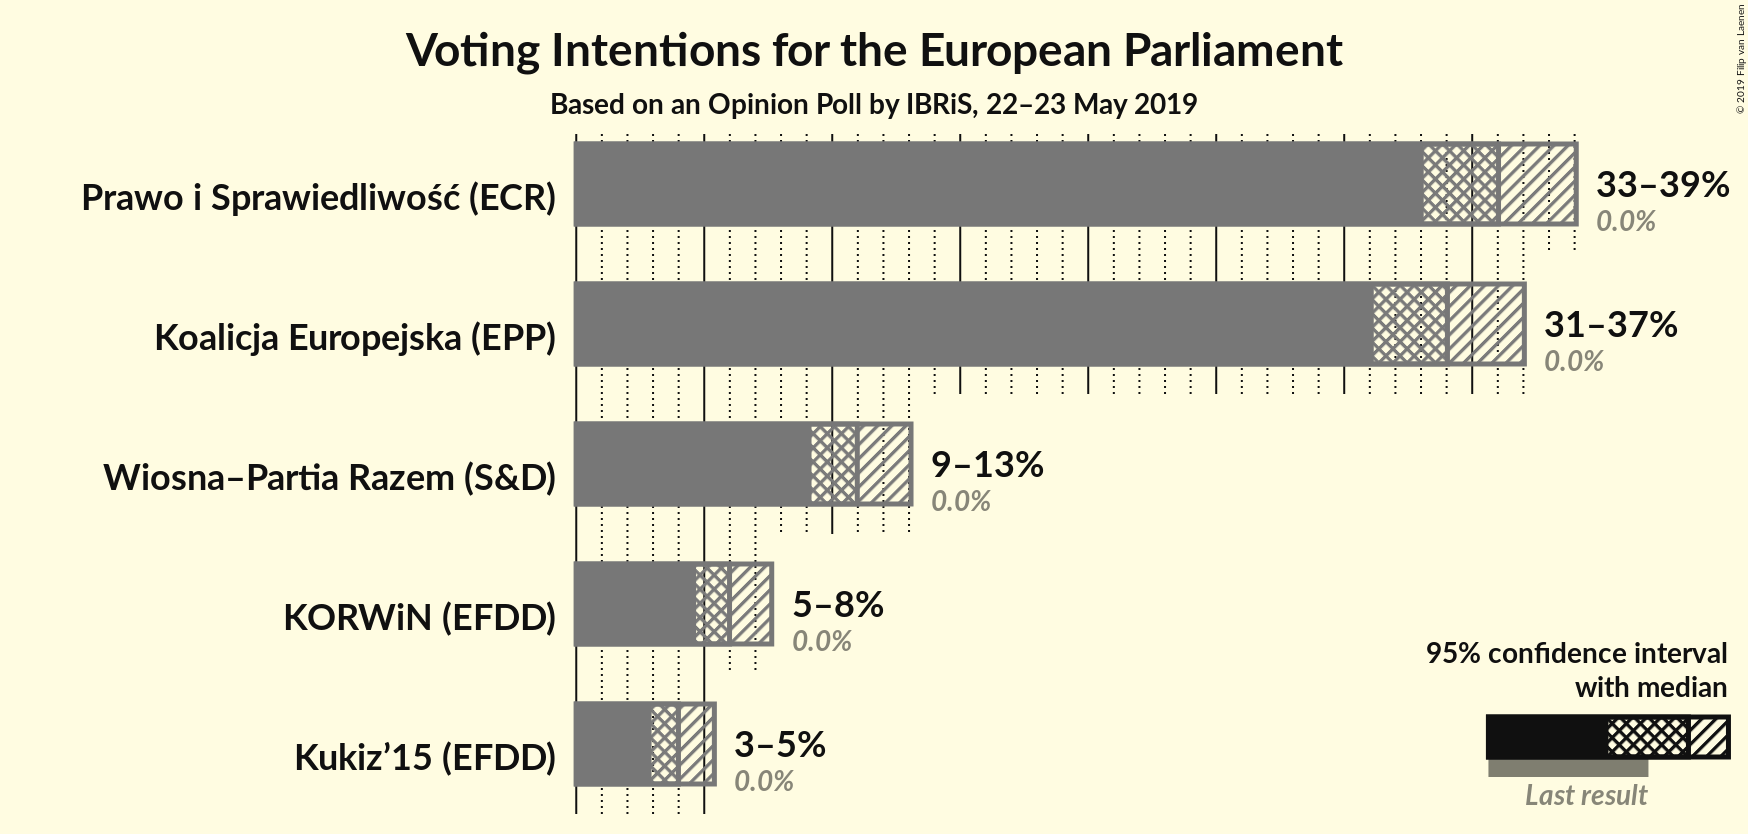 Voting Intentions for the European Parliament
Based on an Opinion Poll by IBRiS, 22–23 May 2019
© 2019 Filip van Laenen
Prawo i Sprawiedliwość (ECR)
33–39%
0.0%
Koalicja Europejska (EPP)
31–37%
0.0%
Wiosna–Partia Razem (S&D)
9–13%
0.0%
KORWiN (EFDD)
5–8%
0.0%
Kukiz’15 (EFDD)
3–5%
0.0%
95% confidence interval
with median
Last result